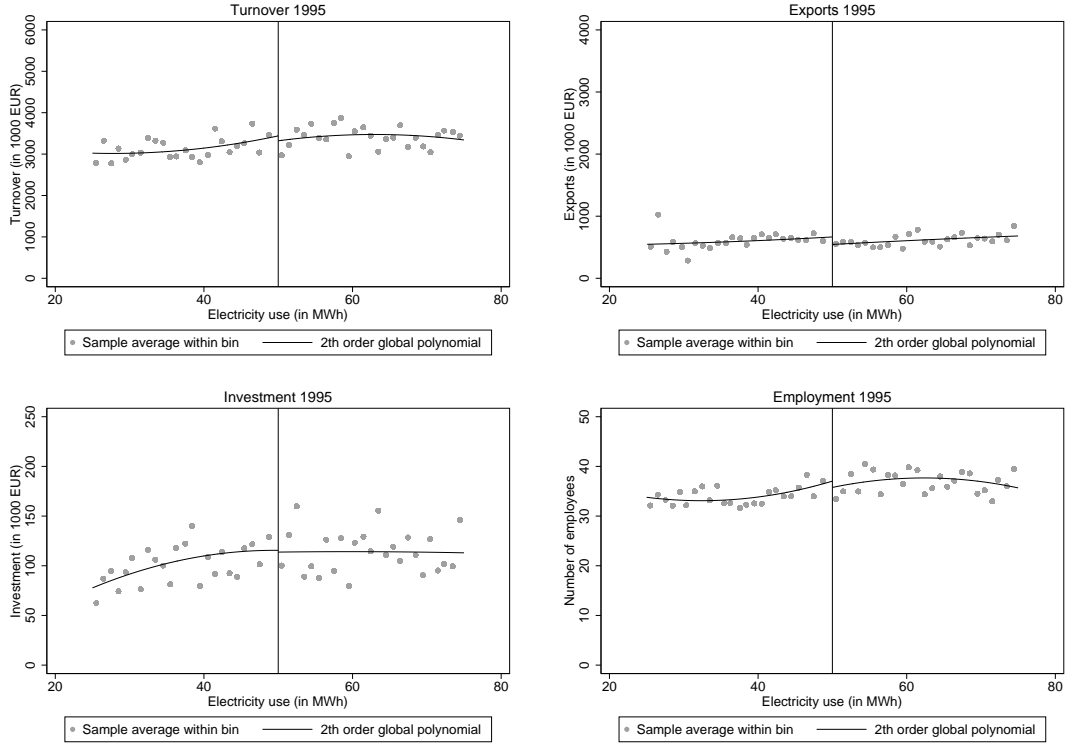 Turnover 1995
Turnover (in 1000 EUR)
6000
5000
4000
3000
2000
1000
0
20 40 60 80
Electricity use (in MWh)
Sample average within bin 2th order global polynomial
Exports 1995
Exports (in 1000 EUR)
4000
3000
2000
1000
0
20 40 60 80
Electricity use (in MWh)
Sample average within bin 2th order global polynomial
Investment 1995
Investment (in 1000 EUR)
250
200
150
100
50
0
20 40 60 80
Electricity use (in MWh)
Sample average within bin 2th order global polynomial
Employment 1995
Number of employees
50
40
30
20
10
0
20 40 60 80
Electricity use (in MWh)
Sample average within bin 2th order global polynomial